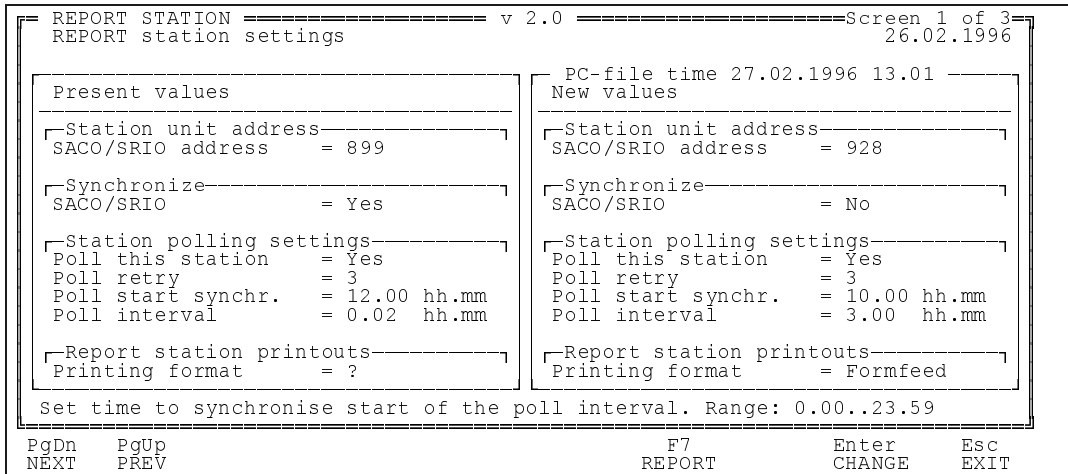 REPORT STATION v 2.0 Screen 1 of 3
REPORT station settings 26.02.1996
PC-file time 27.02.1996 13.01
Present values New values
Station unit address Station unit address
SACO/SRIO address = 899 SACO/SRIO address = 928
Synchronize Synchronize
SACO/SRIO = Yes SACO/SRIO = No
Station polling settings Station polling settings
Poll this station = Yes Poll this station = Yes
Poll retry = 3 Poll retry = 3
Poll start synchr. = 12.00 hh.mm Poll start synchr. = 10.00 hh.mm
Poll interval = 0.02 hh.mm Poll interval = 3.00 hh.mm
Report station printouts Report station printouts
Printing format = ? Printing format = Formfeed
Set time to synchronise start of the poll interval. Range: 0.00..23.59
PgDn PgUp F7 Enter Esc
NEXT PREV REPORT CHANGE EXIT